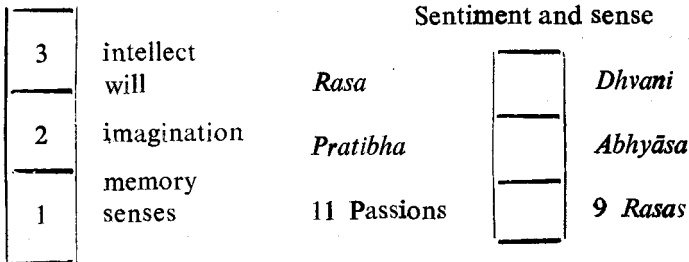 Sentiment and sense
3 intellect
will Rasa Dhvani
2 imagination Pratibha Abhyāsa
memory
1 senses 11 Passions 9 Rasas